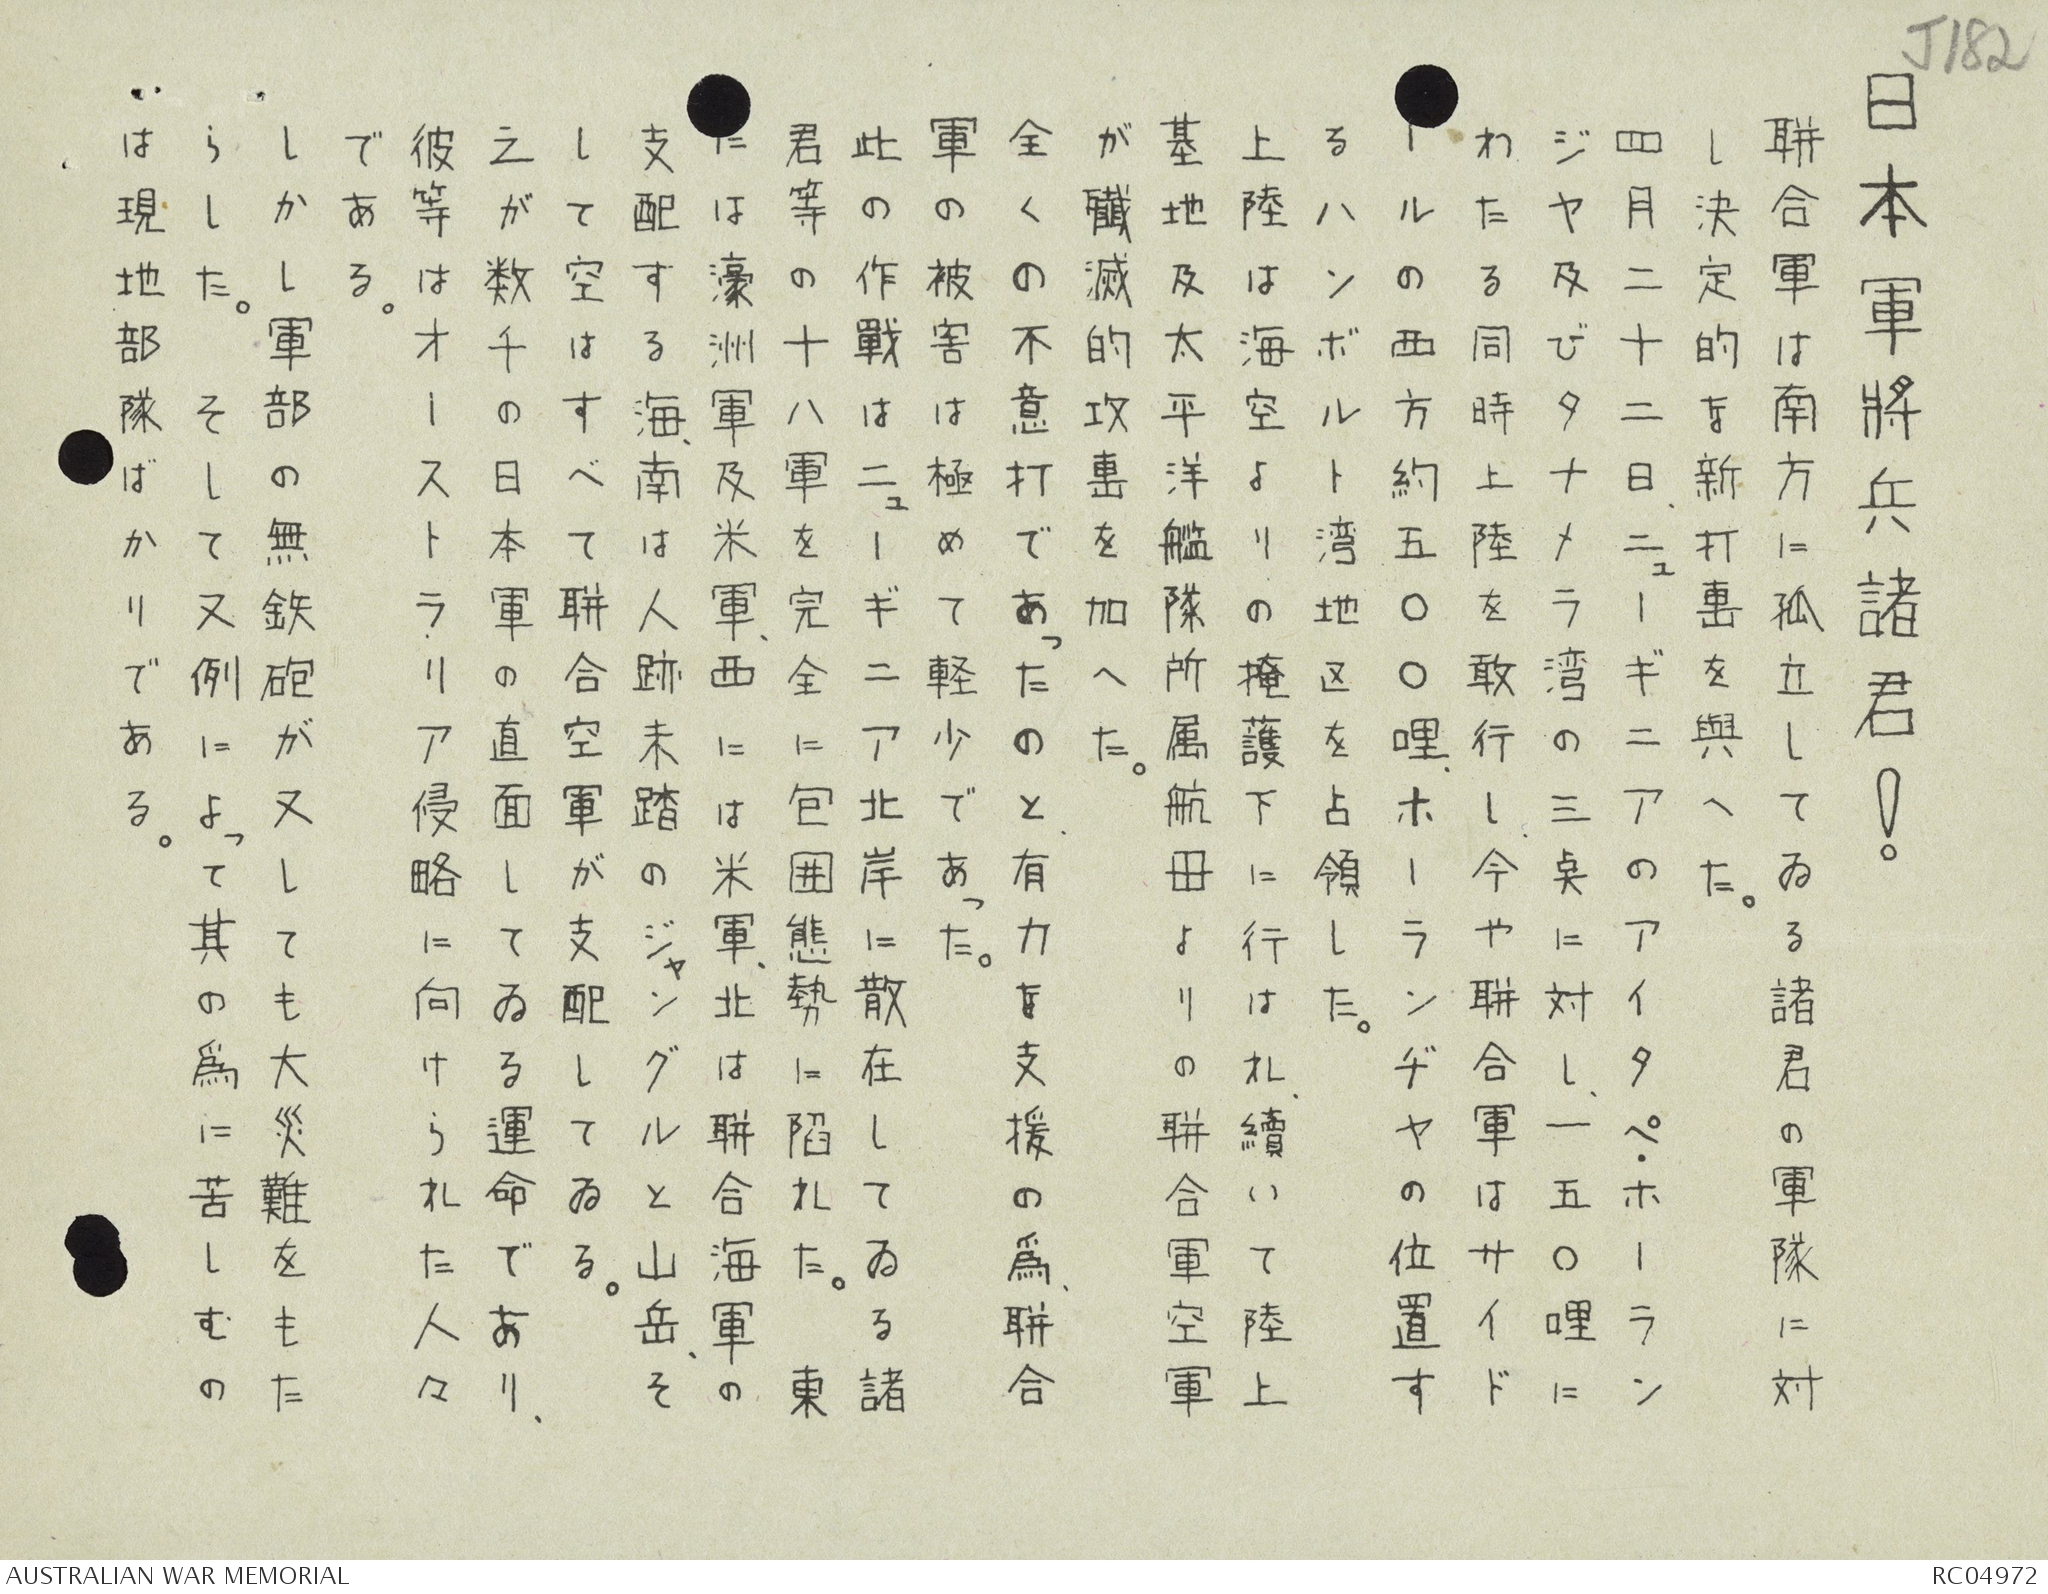 J182
日本軍將兵諸君！
聯合軍は南方に孤立してゐる諸君の軍隊に対
し決定的な新打擊を與へた。
四月二十二日、ニューギニアのアイタペ・ホーラン
ジヤ及びタナメラ湾の三点に対し、一五〇哩に
わたる同時上陸を敢行し、今や聯合軍はサイド
ールの西方約五〇〇哩、ホーランヂヤの位置す
るハンボルト湾地区を占領した。
上陸は海空よりの掩護下に行はれ、續いて陸上
基地及太平洋艦隊所属航母よりの聯合軍空軍
が殲滅的攻擊を加へた。
全くの不意打であったのと、有力な支援の爲、聯合
軍の被害は極めて軽少であった。
此の作戰はニューギニア北岸に散在してゐる諸
君等の十八軍を完全に包囲態勢に陷れた。　東
には濠洲軍及米軍、西には米軍、北は聯合海軍の
支配する海、南は人跡未踏のジャングルと山岳、そ
して空はすべて聯合空軍が支配してゐる。
之が数千の日本軍の直面してゐる運命であり、
彼等はオーストラリア侵略に向けられた人々
である。
しかし軍部の無鉄砲が又しても大災難をもた
らした。　そして又例によって其の爲に苦しむの
は現地部隊ばかりである。
AUSTRALIAN WAR MEMORIAL
RC04972